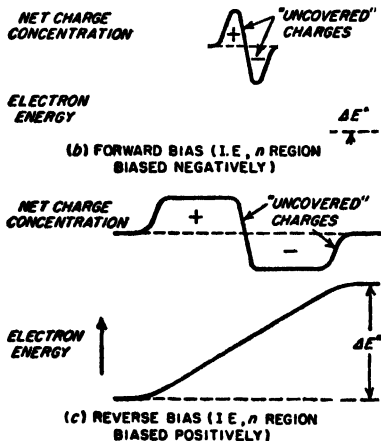 NET CHARGE
CONCENTRATION
"UNCOVERED"
CHARGES
+
−
ELECTRON
ENERGY
ΔE*
(b) FORWARD BIAS (I.E, n REGION
BIASED NEGATIVELY)
NET CHARGE
CONCENTRATION
"UNCOVERED"
CHARGES
+
−
ELECTRON
ENERGY
ΔE*
(c) REVERSE BIAS (I E, n REGION
BIASED POSITIVELY)